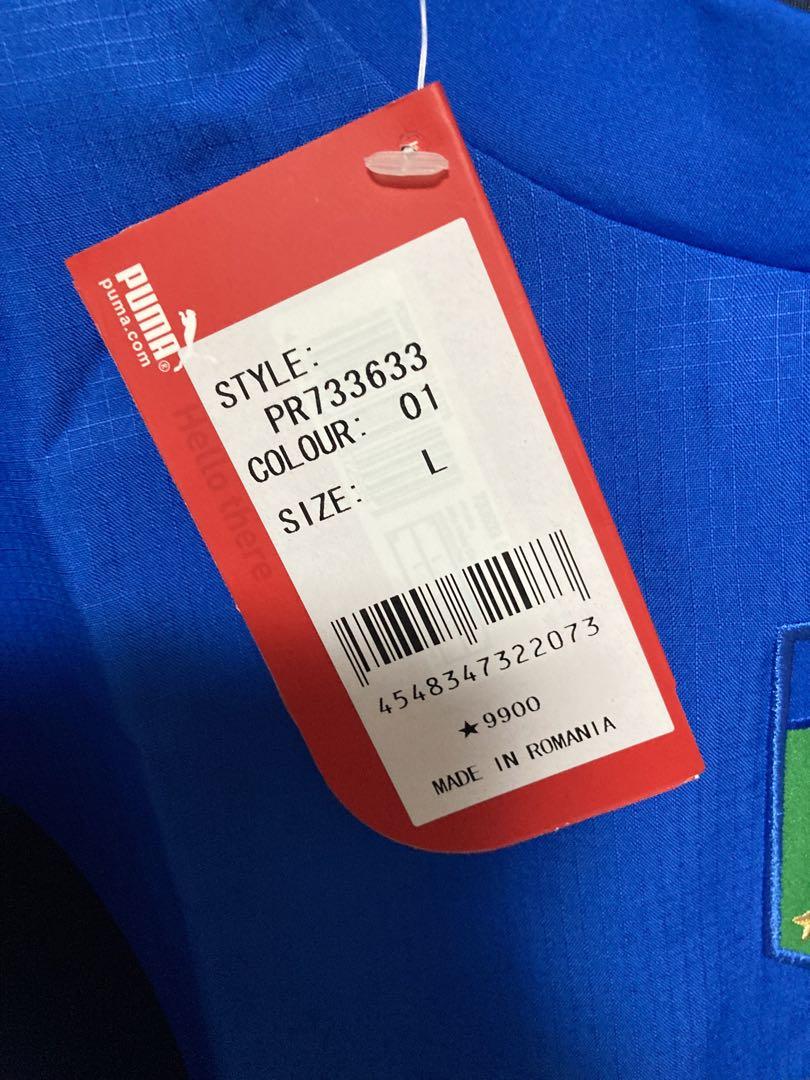 PUMA®
puma.com
Hello there
STYLE:
PR733633
COLOUR: 01
SIZE: L
4548347322073
★9900
MADE IN ROMANIA